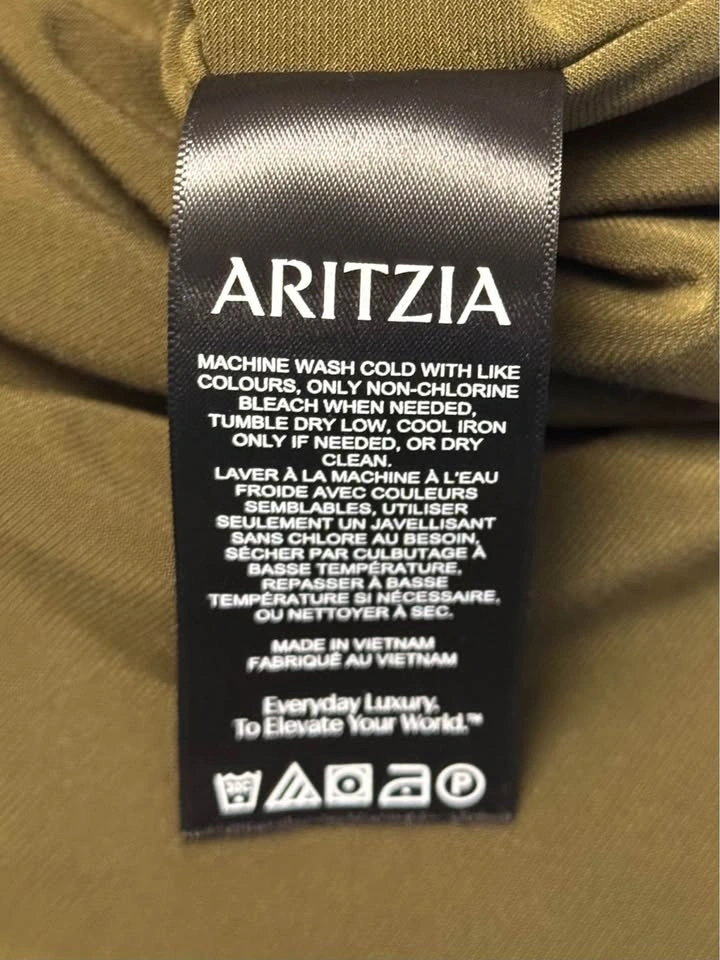 ARITZIA
MACHINE WASH COLD WITH LIKE
COLOURS, ONLY NON-CHLORINE
BLEACH WHEN NEEDED,
TUMBLE DRY LOW, COOL IRON
ONLY IF NEEDED, OR DRY
CLEAN.
LAVER À LA MACHINE À L'EAU
FROIDE AVEC COULEURS
SEMBLABLES, UTILISER
SEULEMENT UN JAVELLISANT
SANS CHLORE AU BESOIN,
SÉCHER PAR CULBUTAGE À
BASSE TEMPÉRATURE,
REPASSER À BASSE
TEMPÉRATURE SI NÉCESSAIRE,
OU NETTOYER À SEC.
MADE IN VIETNAM
FABRIQUÉ AU VIETNAM
Everyday Luxury.
To Elevate Your World.™
30C P